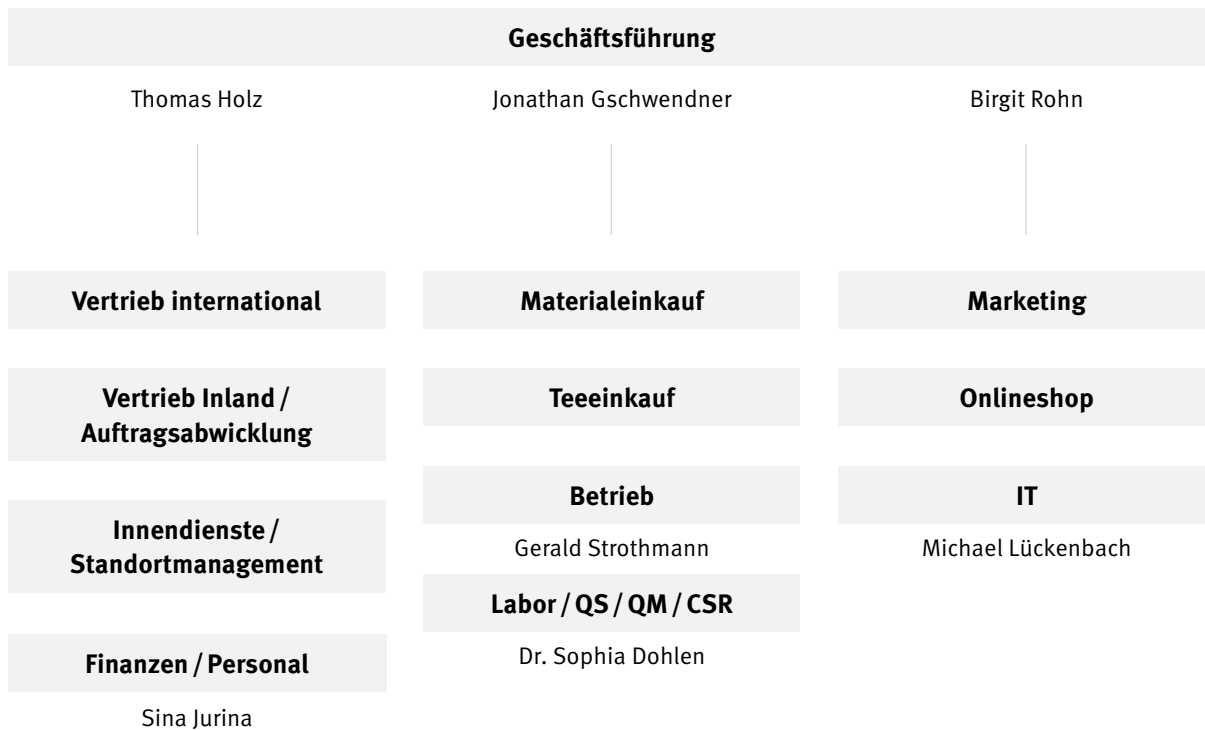 Geschäftsführung
Thomas Holz
Jonathan Gschwendner
Birgit Rohn
Vertrieb international
Vertrieb Inland /
Auftragsabwicklung
Innendienste /
Standortmanagement
Finanzen / Personal
Sina Jurina
Materialeinkauf
Teeeinkauf
Betrieb
Gerald Strothmann
Labor / QS / QM / CSR
Dr. Sophia Dohlen
Marketing
Onlineshop
IT
Michael Lückenbach